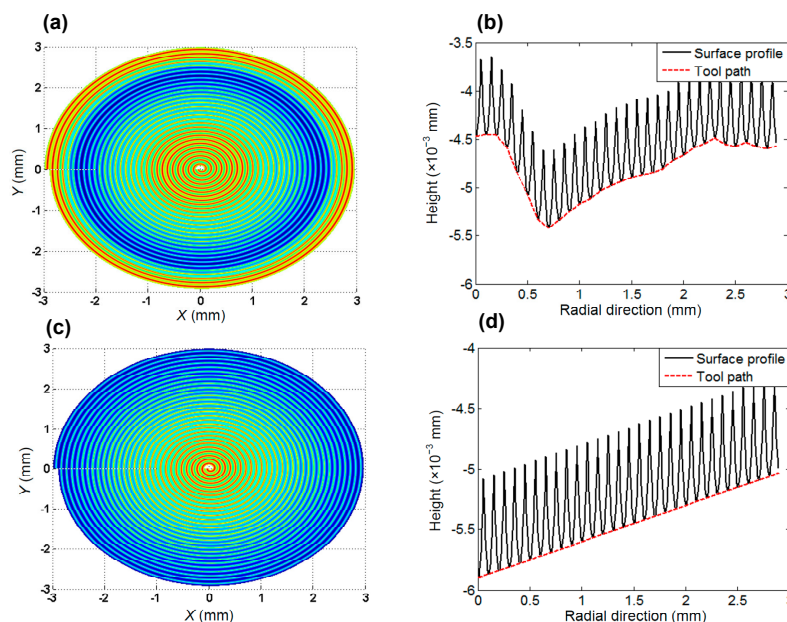 (a)
3
2
1
0
-1
-2
-3
Y (mm)
-3 -2 -1 0 1 2 3
X (mm)
(b)
-3.5
-4
-4.5
-5
-5.5
-6
Height (×10⁻³ mm)
Surface profile
Tool path
0 0.5 1 1.5 2 2.5 3
Radial direction (mm)
(c)
3
2
1
0
-1
-2
-3
Y (mm)
-3 -2 -1 0 1 2 3
X (mm)
(d)
-4
-4.5
-5
-5.5
-6
Height (×10⁻³ mm)
Surface profile
Tool path
0 0.5 1 1.5 2 2.5
Radial direction (mm)